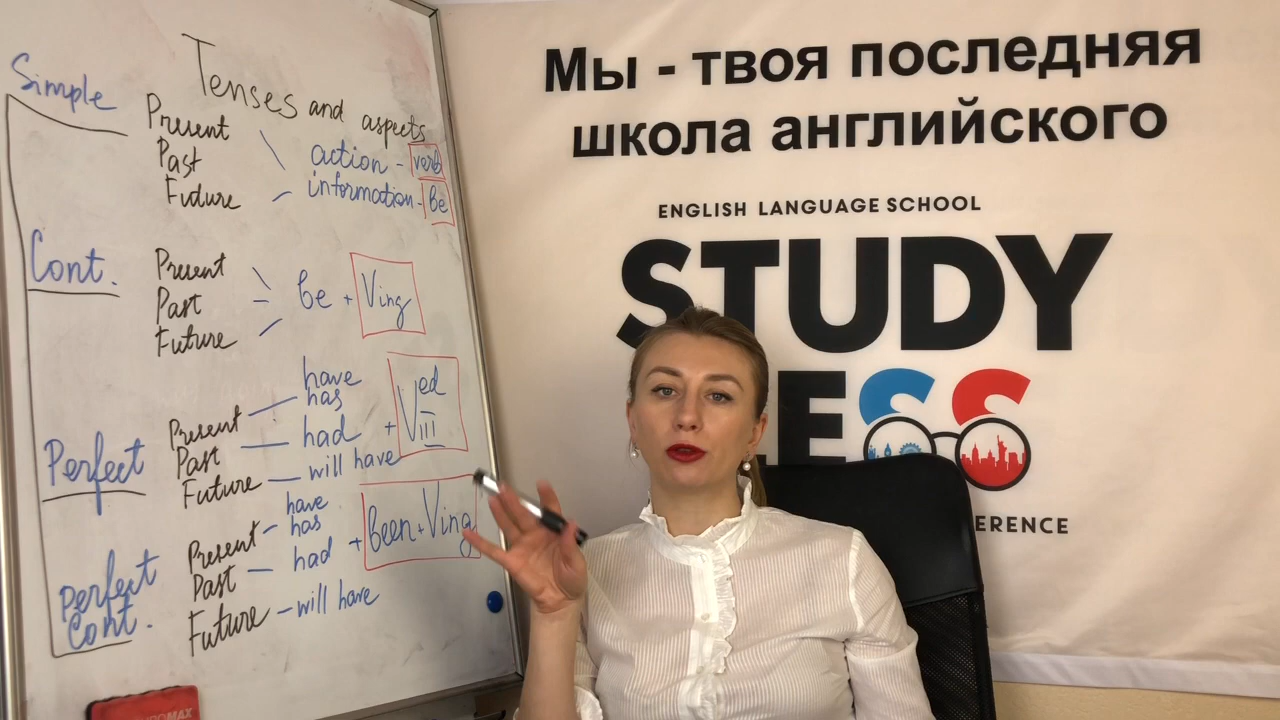 Tenses and aspects
Simple
Present
Past
Future
action - verb
information - Be
Cont.
Present
Past
Future
be + Ving
Perfect
Present
Past
Future
have
has
had
will have
+ Ved
III
Perfect
Cont.
Present
Past
Future
have
has
had
will have
+ been + Ving
Мы - твоя последняя
школа английского
ENGLISH LANGUAGE SCHOOL
STUDY
ESS
ERENCE